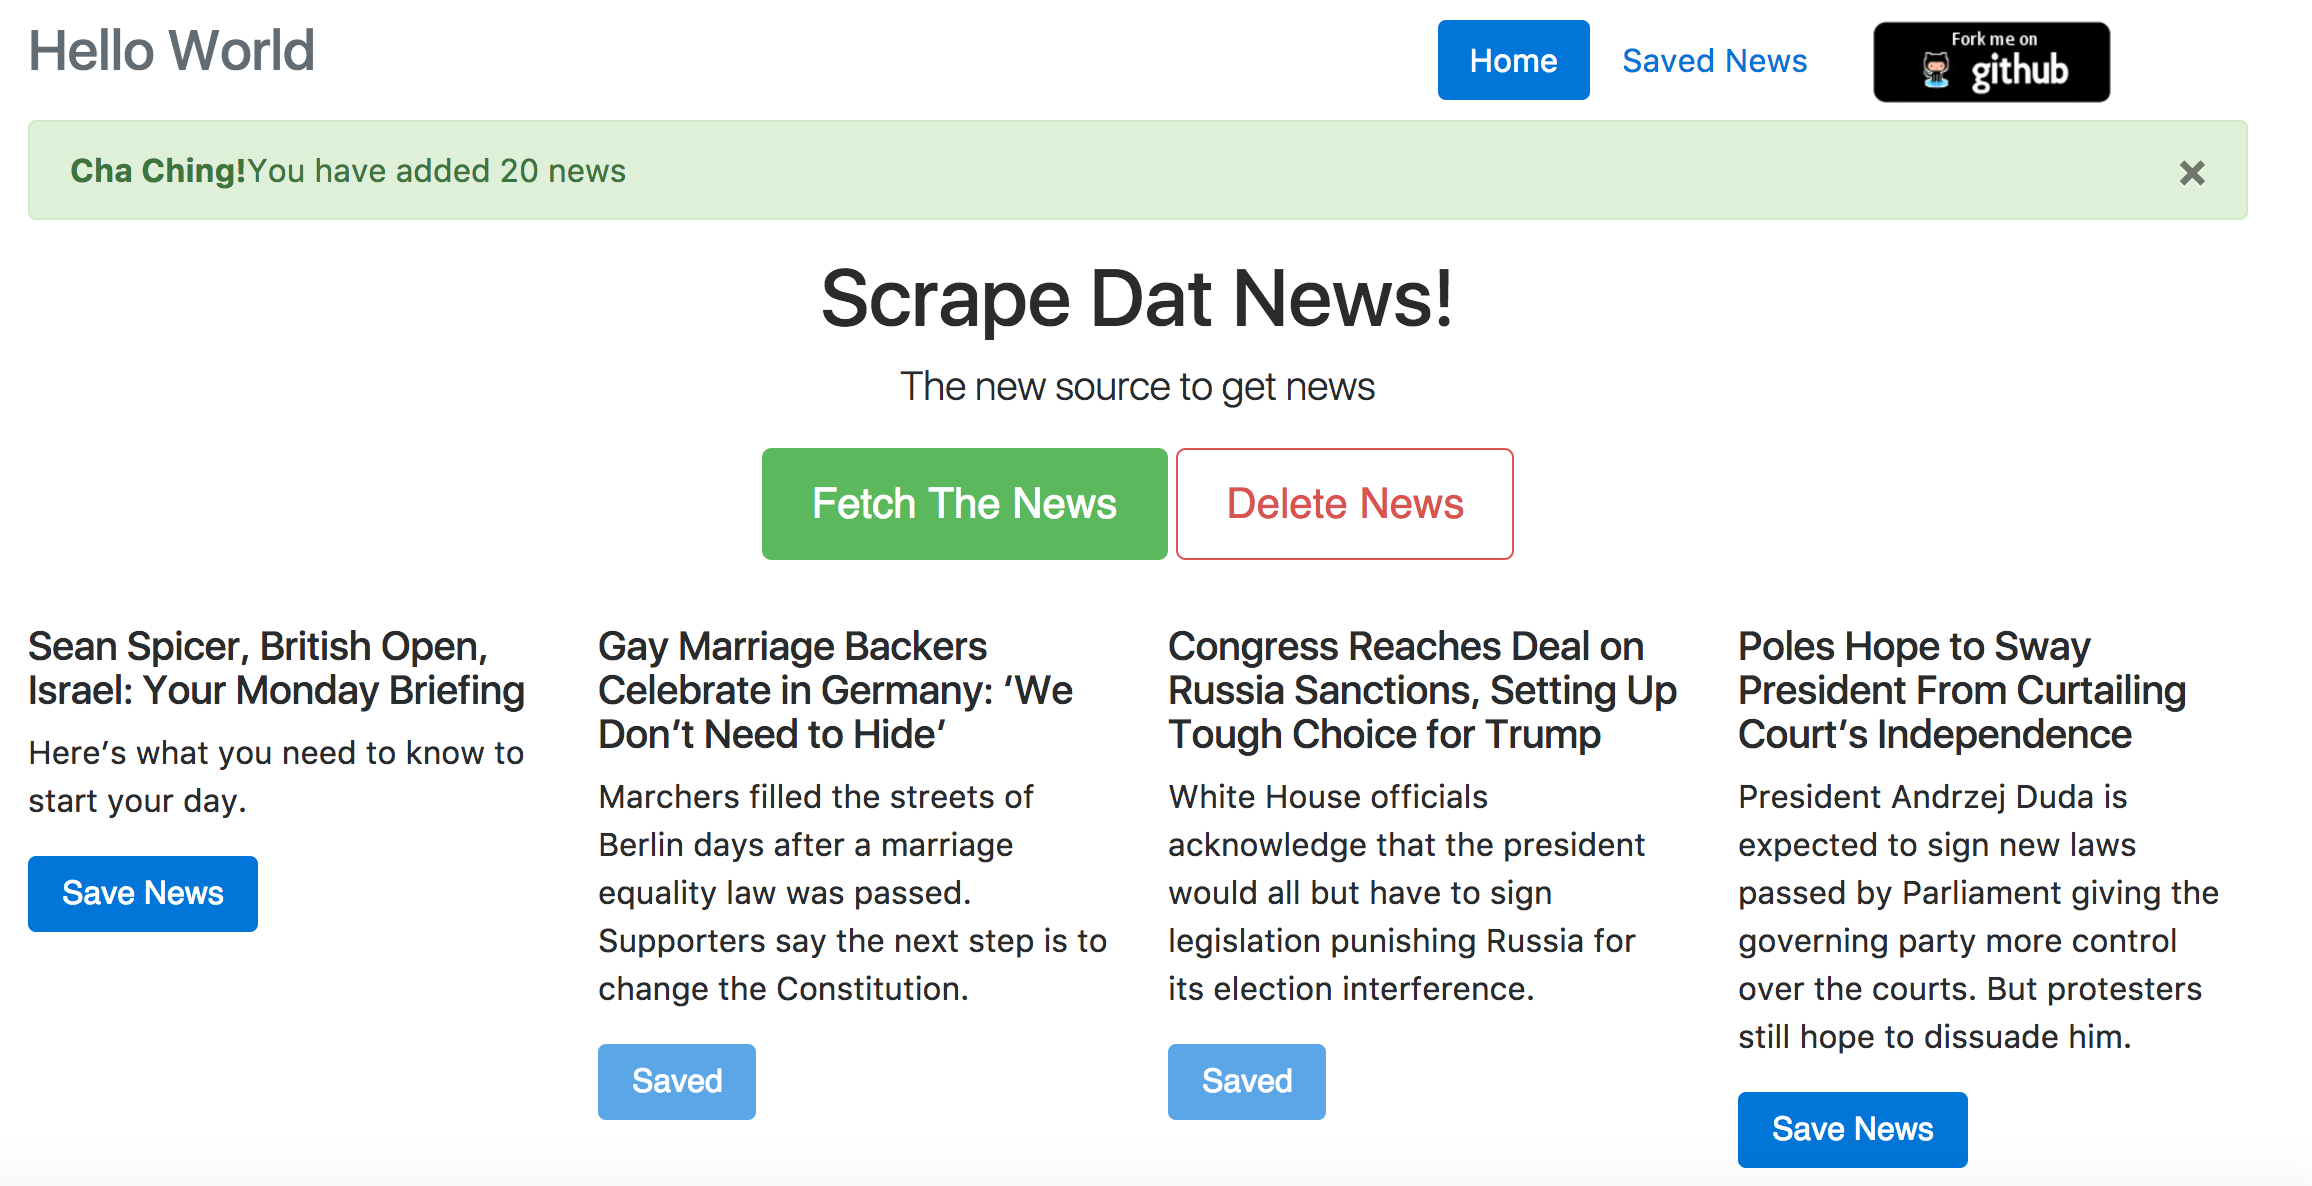 Hello World
Home
Saved News
Fork me on
github
Cha Ching!You have added 20 news
×
Scrape Dat News!
The new source to get news
Fetch The News
Delete News
Sean Spicer, British Open,
Israel: Your Monday Briefing
Here’s what you need to know to
start your day.
Save News
Gay Marriage Backers
Celebrate in Germany: ‘We
Don’t Need to Hide’
Marchers filled the streets of
Berlin days after a marriage
equality law was passed.
Supporters say the next step is to
change the Constitution.
Saved
Congress Reaches Deal on
Russia Sanctions, Setting Up
Tough Choice for Trump
White House officials
acknowledge that the president
would all but have to sign
legislation punishing Russia for
its election interference.
Saved
Poles Hope to Sway
President From Curtailing
Court’s Independence
President Andrzej Duda is
expected to sign new laws
passed by Parliament giving the
governing party more control
over the courts. But protesters
still hope to dissuade him.
Save News